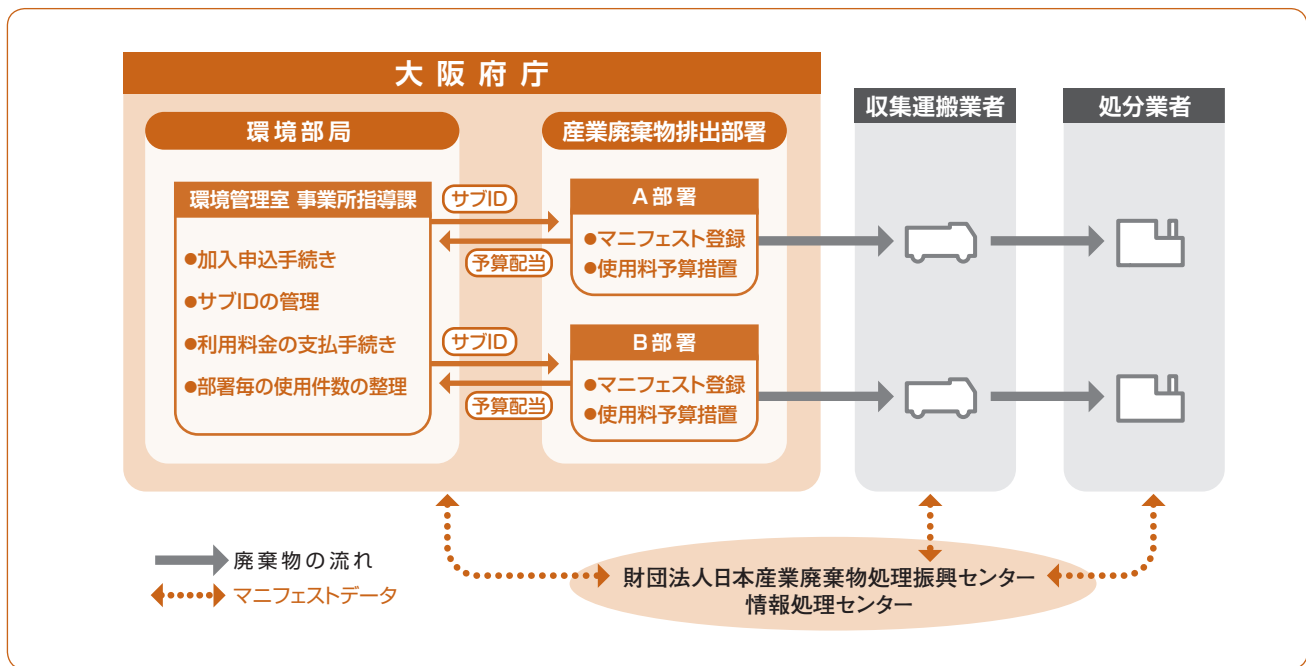 大阪府庁
環境部局
環境管理室 事業所指導課
●加入申込手続き
●サブIDの管理
●利用料金の支払手続き
●部署毎の使用件数の整理
サブID
予算配当
サブID
予算配当
産業廃棄物排出部署
A部署
●マニフェスト登録
●使用料予算措置
B部署
●マニフェスト登録
●使用料予算措置
収集運搬業者
処分業者
廃棄物の流れ
マニフェストデータ
財団法人日本産業廃棄物処理振興センター
情報処理センター